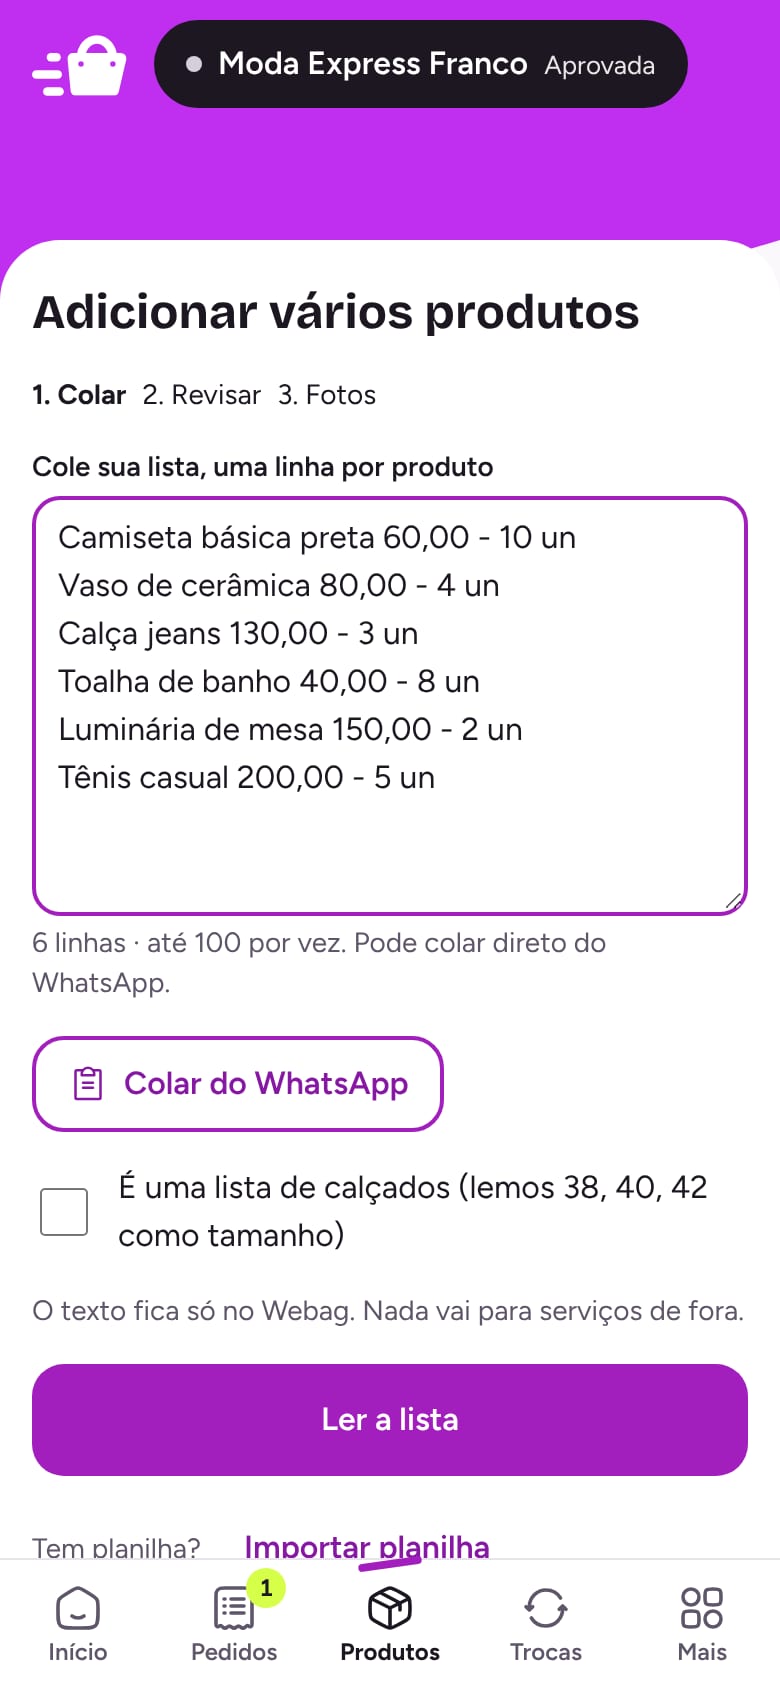 Moda Express Franco Aprovada
Adicionar vários produtos
1. Colar 2. Revisar 3. Fotos
Cole sua lista, uma linha por produto
Camiseta básica preta 60,00 - 10 un
Vaso de cerâmica 80,00 - 4 un
Calça jeans 130,00 - 3 un
Toalha de banho 40,00 - 8 un
Luminária de mesa 150,00 - 2 un
Tênis casual 200,00 - 5 un
6 linhas · até 100 por vez. Pode colar direto do
WhatsApp.
Colar do WhatsApp
É uma lista de calçados (lemos 38, 40, 42
como tamanho)
O texto fica só no Webag. Nada vai para serviços de fora.
Ler a lista
Tem planilha? Importar planilha
1
Início Pedidos Produtos Trocas Mais